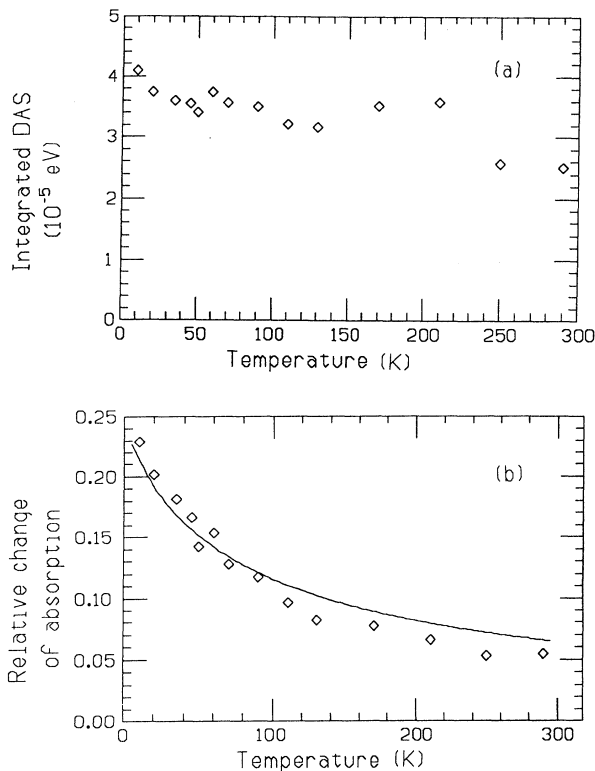 5
4
3
2
1
0
Integrated DAS
(10⁻⁵ eV)
(a)
0 50 100 150 200 250 300
Temperature (K)
0.25
0.20
0.15
0.10
0.05
0.00
Relative change
of absorption
(b)
0 100 200 300
Temperature (K)